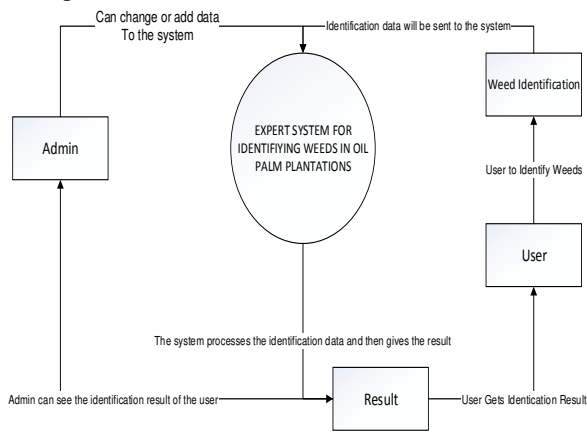 Can change or add data
To the system
Identification data will be sent to the system
Weed Identification
EXPERT SYSTEM FOR
IDENTIFIYING WEEDS IN OIL
PALM PLANTATIONS
Admin
User to Identify Weeds
User
The system processes the identification data and then gives the result
Admin can see the identification result of the user
Result
User Gets Identication Result